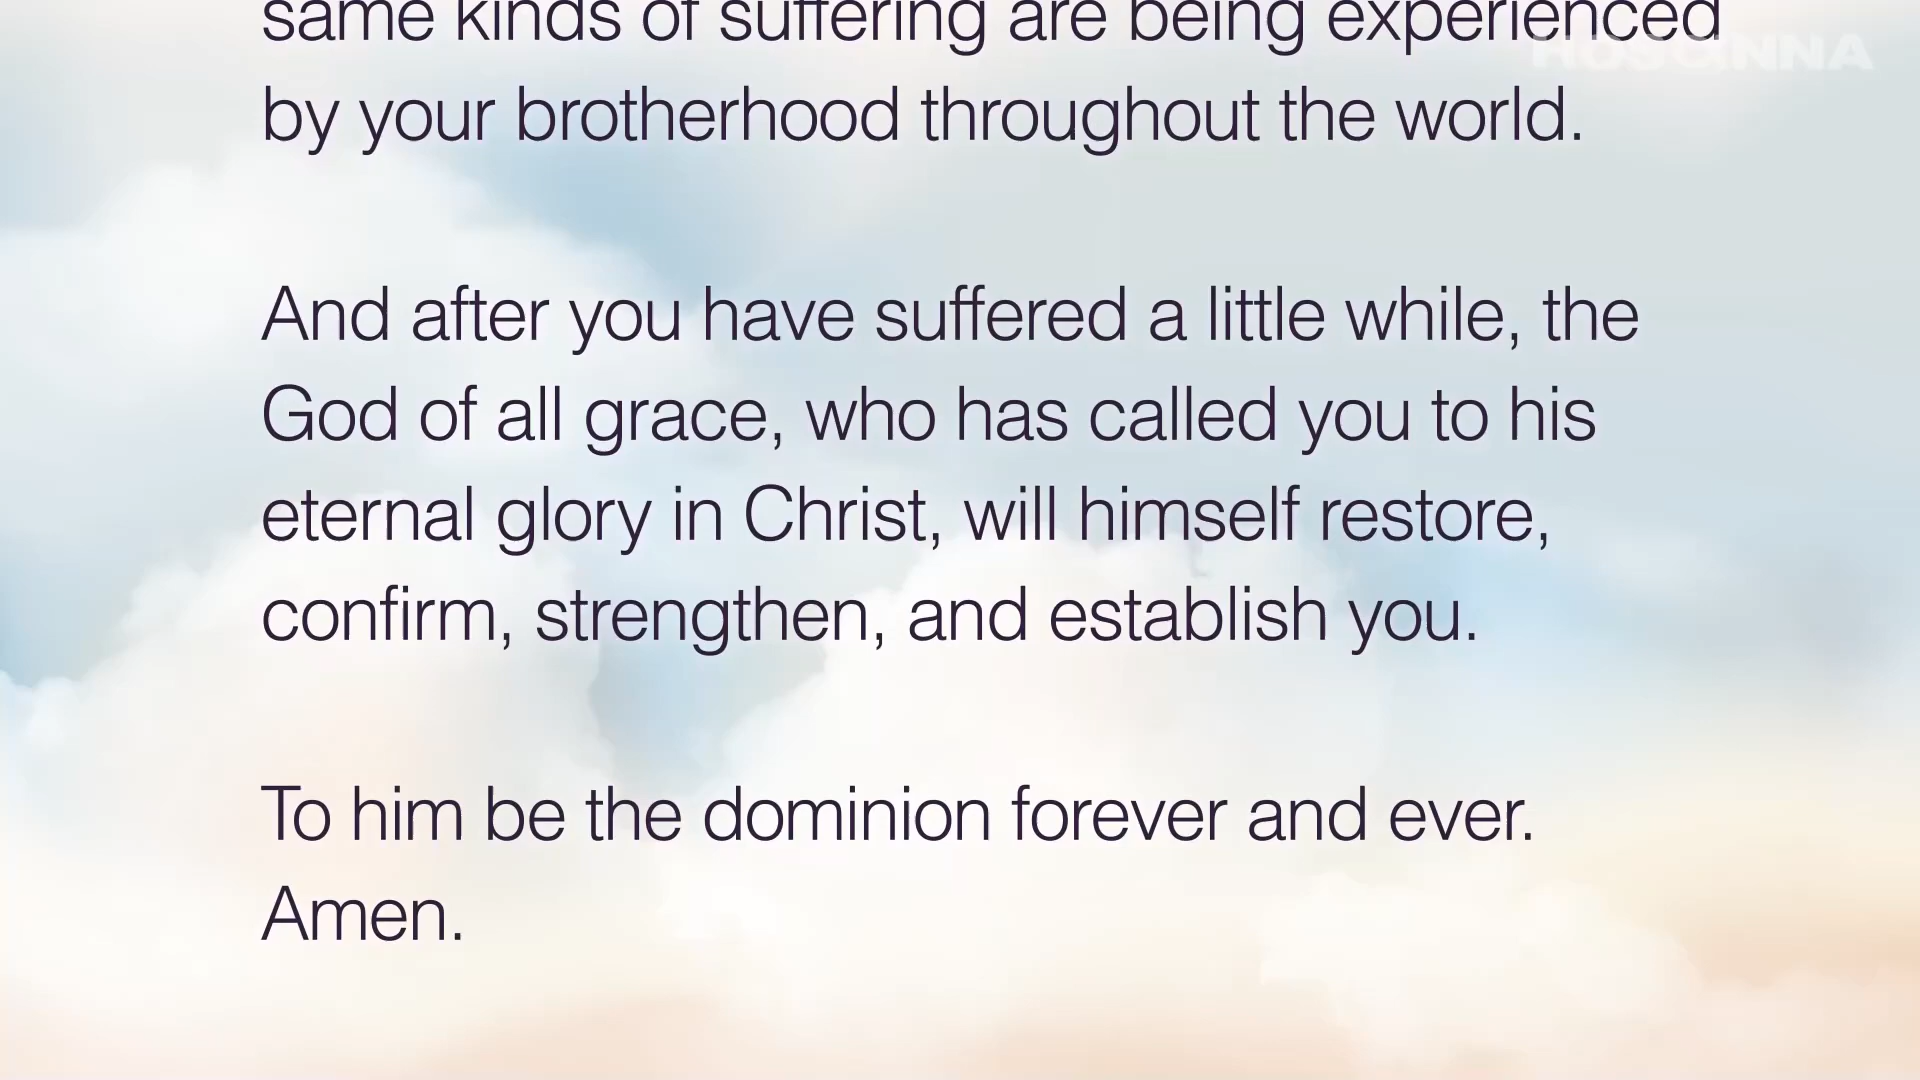 same kinds of suffering are being experienced
HOSANNA
by your brotherhood throughout the world.
And after you have suffered a little while, the
God of all grace, who has called you to his
eternal glory in Christ, will himself restore,
confirm, strengthen, and establish you.
To him be the dominion forever and ever.
Amen.